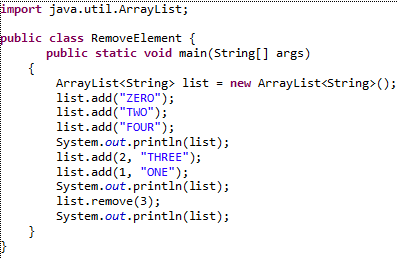 import java.util.ArrayList;
public class RemoveElement {
public static void main(String[] args)
{
ArrayList<String> list = new ArrayList<String>();
list.add("ZERO");
list.add("TWO");
list.add("FOUR");
System.out.println(list);
list.add(2, "THREE");
list.add(1, "ONE");
System.out.println(list);
list.remove(3);
System.out.println(list);
}
}